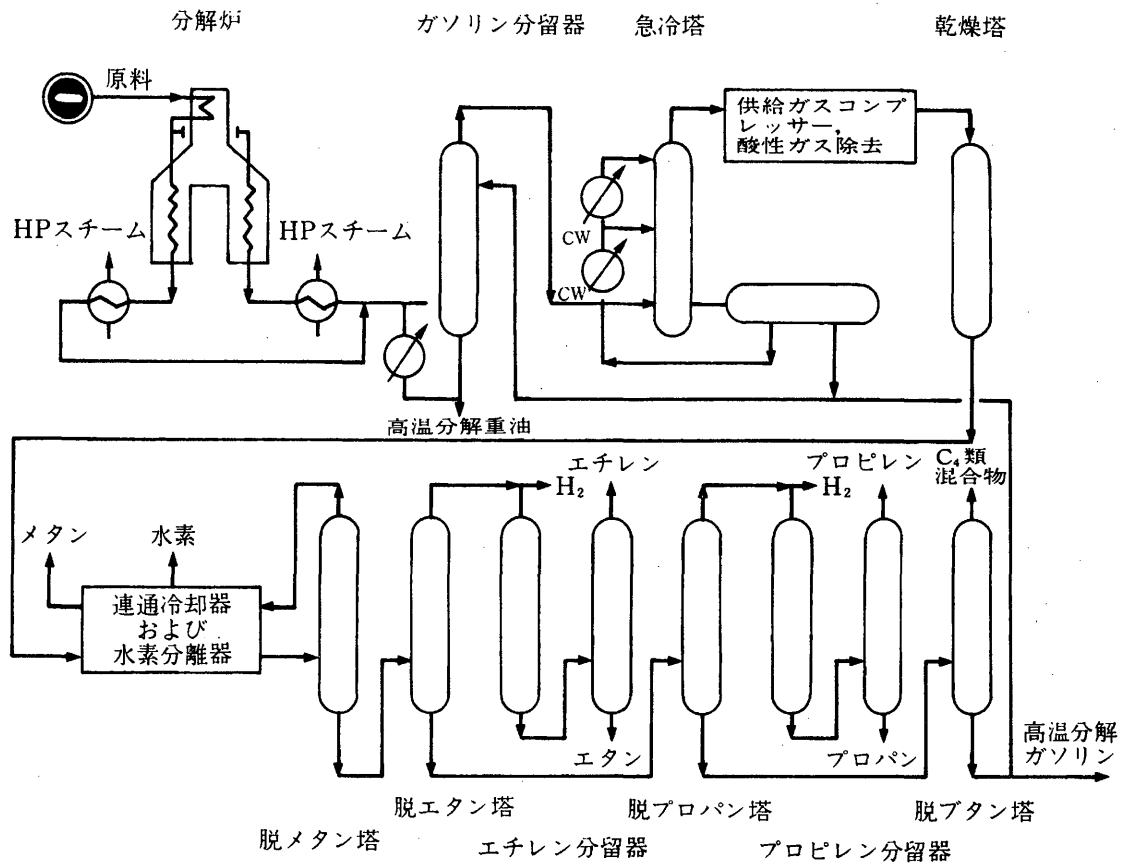 分解炉
ガソリン分留器
急冷塔
乾燥塔
原料
供給ガスコンプ
レッサー,
酸性ガス除去
HPスチーム
HPスチーム
CW
CW
高温分解重油
エチレン
H₂
プロピレン
H₂
C₄類
混合物
メタン
水素
連通冷却器
および
水素分離器
エタン
プロパン
高温分解
ガソリン
脱エタン塔
脱プロパン塔
脱ブタン塔
脱メタン塔
エチレン分留器
プロピレン分留器